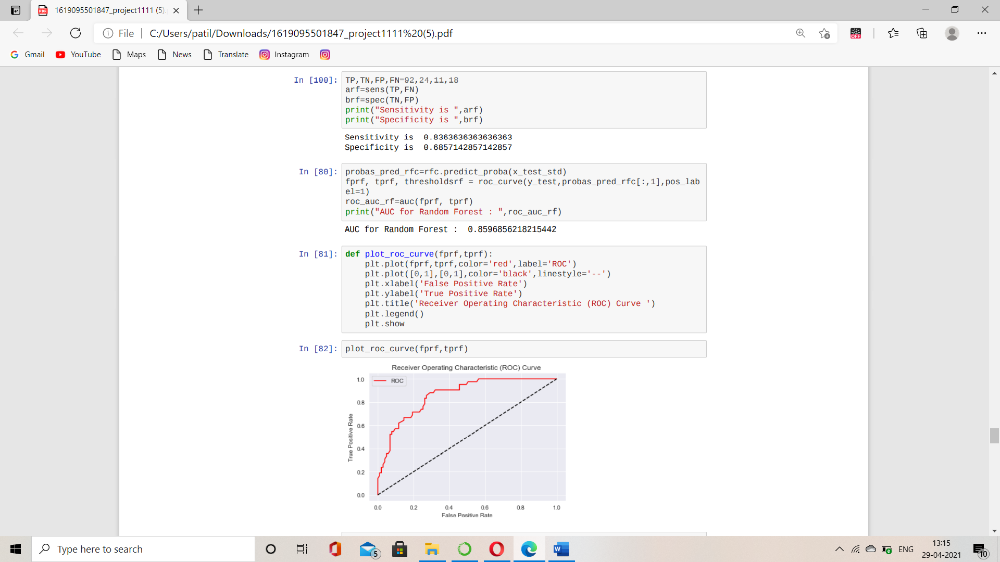 1619095501847_project1111 (5).
File
C:/Users/patil/Downloads/1619095501847_project1111%20(5).pdf
OFF
Gmail
YouTube
Maps
News
Translate
Instagram
In [100]:
TP,TN,FP,FN=92,24,11,18
arf=sens(TP,FN)
brf=spec(TN,FP)
print("Sensitivity is ",arf)
print("Specificity is ",brf)
Sensitivity is  0.8363636363636363
Specificity is  0.6857142857142857
In [80]:
probas_pred_rfc=rfc.predict_proba(x_test_std)
fprf, tprf, thresholdsrf = roc_curve(y_test,probas_pred_rfc[:,1],pos_lab
el=1)
roc_auc_rf=auc(fprf, tprf)
print("AUC for Random Forest : ",roc_auc_rf)
AUC for Random Forest :  0.8596856218215442
In [81]:
def plot_roc_curve(fprf,tprf):
    plt.plot(fprf,tprf,color='red',label='ROC')
    plt.plot([0,1],[0,1],color='black',linestyle='--')
    plt.xlabel('False Positive Rate')
    plt.ylabel('True Positive Rate')
    plt.title('Receiver Operating Characteristic (ROC) Curve ')
    plt.legend()
    plt.show
In [82]:
plot_roc_curve(fprf,tprf)
Receiver Operating Characteristic (ROC) Curve
ROC
1.0
0.8
0.6
0.4
0.2
0.0
True Positive Rate
0.0 0.2 0.4 0.6 0.8 1.0
False Positive Rate
Type here to search
5
W
ENG
13:15
29-04-2021
10